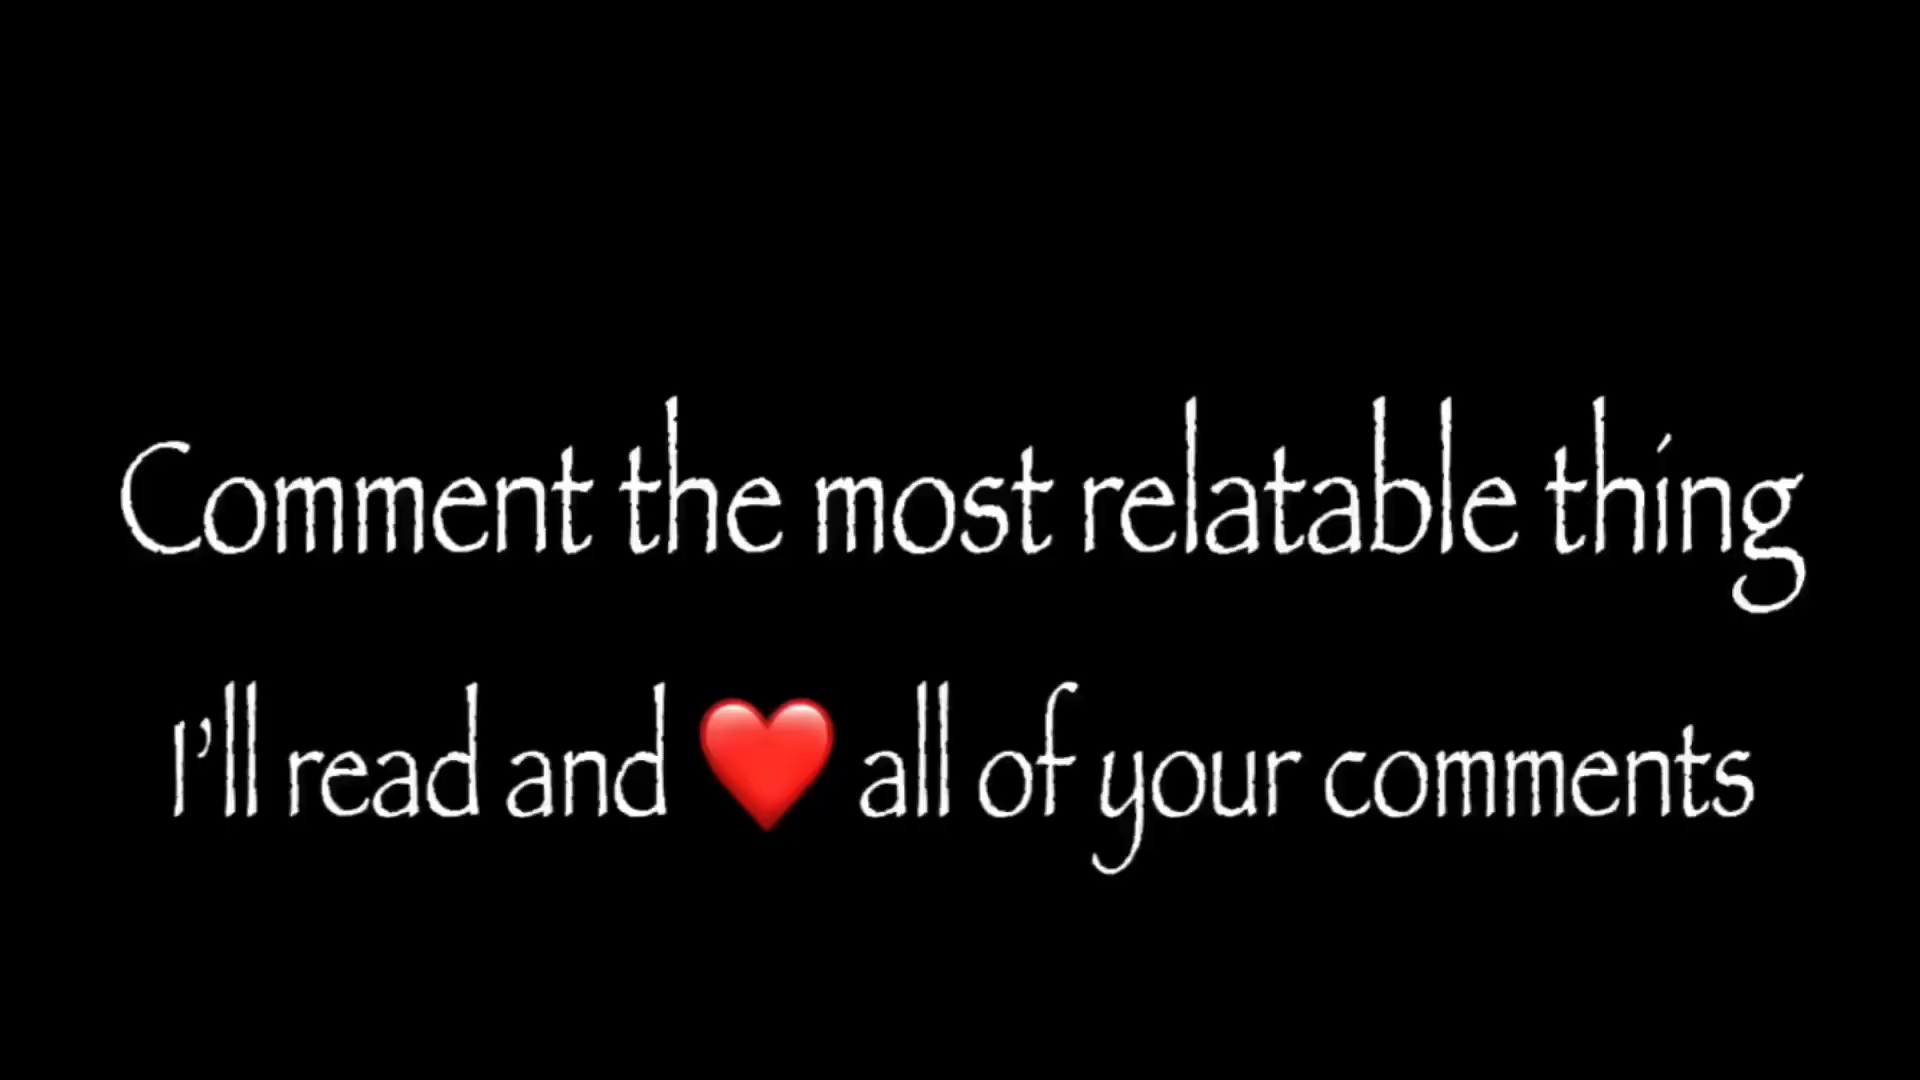 Comment the most relatable thing
I'll read and ❤️ all of your comments